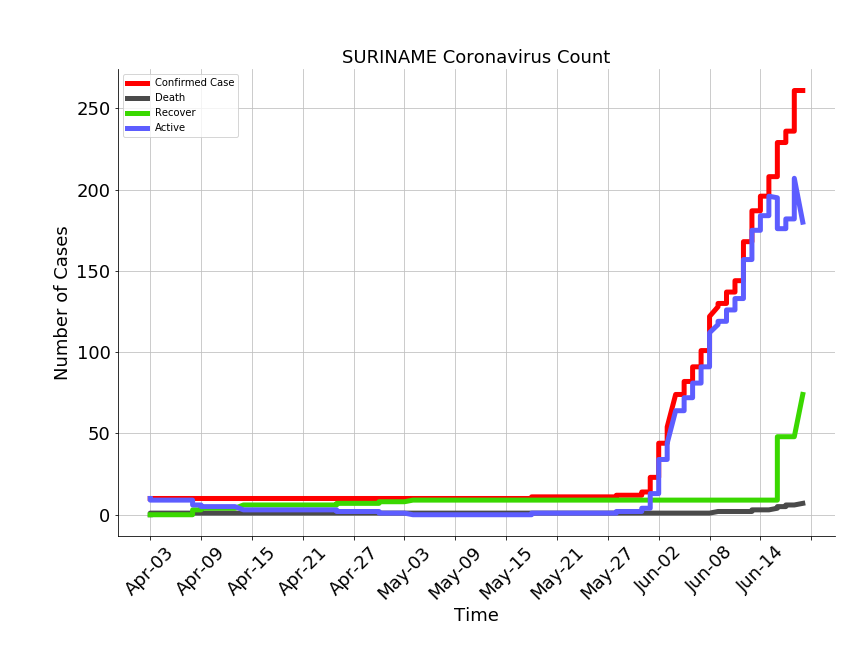 SURINAME Coronavirus Count
Confirmed Case
Death
Recover
Active
Number of Cases
250
200
150
100
50
0
Apr-03
Apr-09
Apr-15
Apr-21
Apr-27
May-03
May-09
May-15
May-21
May-27
Jun-02
Jun-08
Jun-14
Time